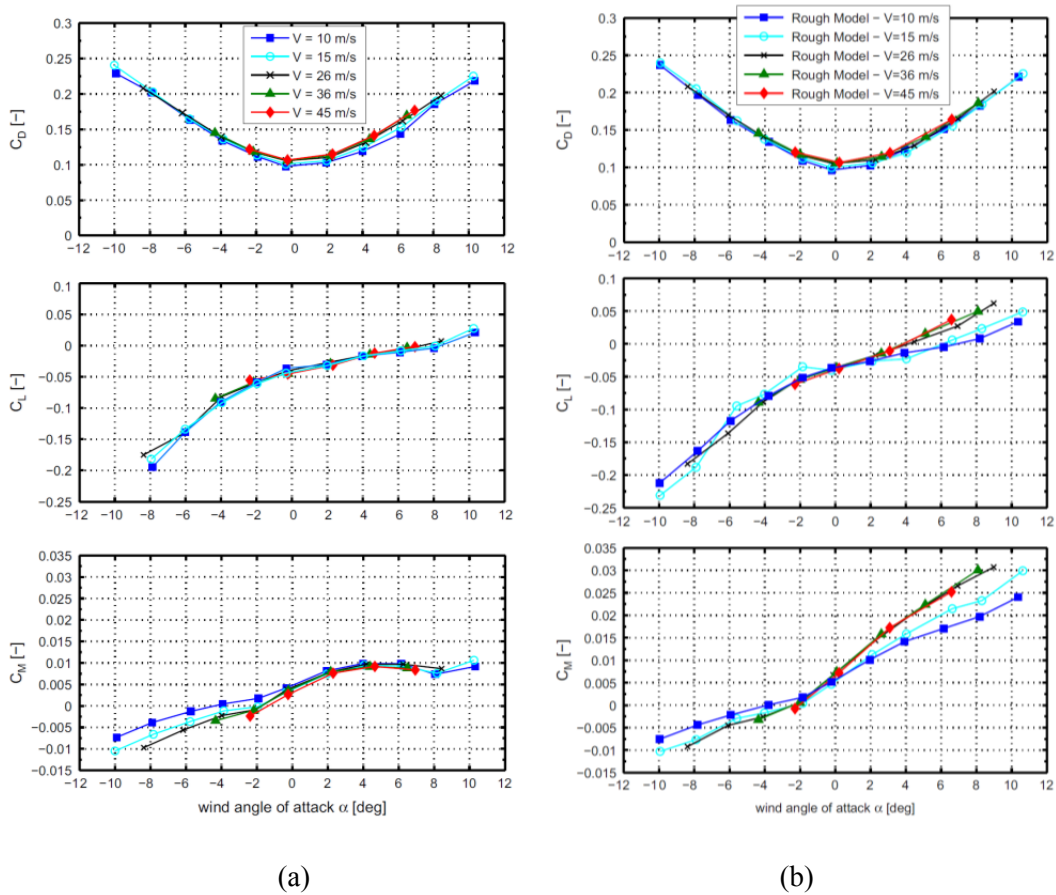 0.3
0.25
0.2
0.15
0.1
0.05
0
C_D [−]
V = 10 m/s
V = 15 m/s
V = 26 m/s
V = 36 m/s
V = 45 m/s
−12 −10 −8 −6 −4 −2 0 2 4 6 8 10 12
0.1
0.05
0
−0.05
−0.1
−0.15
−0.2
−0.25
C_L [−]
−12 −10 −8 −6 −4 −2 0 2 4 6 8 10 12
0.035
0.03
0.025
0.02
0.015
0.010
0.005
0
−0.005
−0.01
−0.015
C_M [−]
−12 −10 −8 −6 −4 −2 0 2 4 6 8 10 12
wind angle of attack α [deg]
(a)
0.3
0.25
0.2
0.15
0.1
0.05
0
C_D [−]
Rough Model − V=10 m/s
Rough Model − V=15 m/s
Rough Model − V=26 m/s
Rough Model − V=36 m/s
Rough Model − V=45 m/s
−12 −10 −8 −6 −4 −2 0 2 4 6 8 10 12
0.1
0.05
0
−0.05
−0.1
−0.15
−0.2
−0.25
C_L [−]
−12 −10 −8 −6 −4 −2 0 2 4 6 8 10 12
0.035
0.03
0.025
0.02
0.015
0.010
0.005
0
−0.005
−0.01
−0.015
C_M [−]
−12 −10 −8 −6 −4 −2 0 2 4 6 8 10 12
wind angle of attack α [deg]
(b)